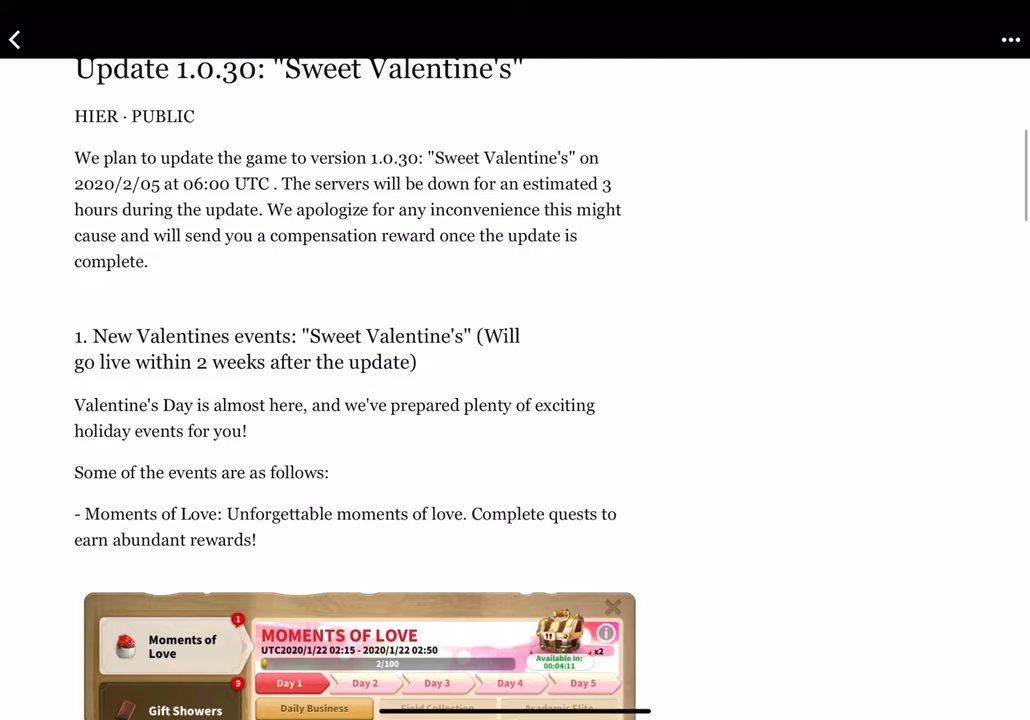 Update 1.0.30: "Sweet Valentine's"
HIER · PUBLIC
We plan to update the game to version 1.0.30: "Sweet Valentine's" on
2020/2/05 at 06:00 UTC . The servers will be down for an estimated 3
hours during the update. We apologize for any inconvenience this might
cause and will send you a compensation reward once the update is
complete.
1. New Valentines events: "Sweet Valentine's" (Will
go live within 2 weeks after the update)
Valentine's Day is almost here, and we've prepared plenty of exciting
holiday events for you!
Some of the events are as follows:
- Moments of Love: Unforgettable moments of love. Complete quests to
earn abundant rewards!
1
Moments of
Love
MOMENTS OF LOVE
UTC2020/1/22 02:15 - 2020/1/22 02:50
2/100
x2
Available in:
00:04:11
Day 1
Day 2
Day 3
Day 4
Day 5
9
Gift Showers
Daily Business
Field Collection
Academic Elite